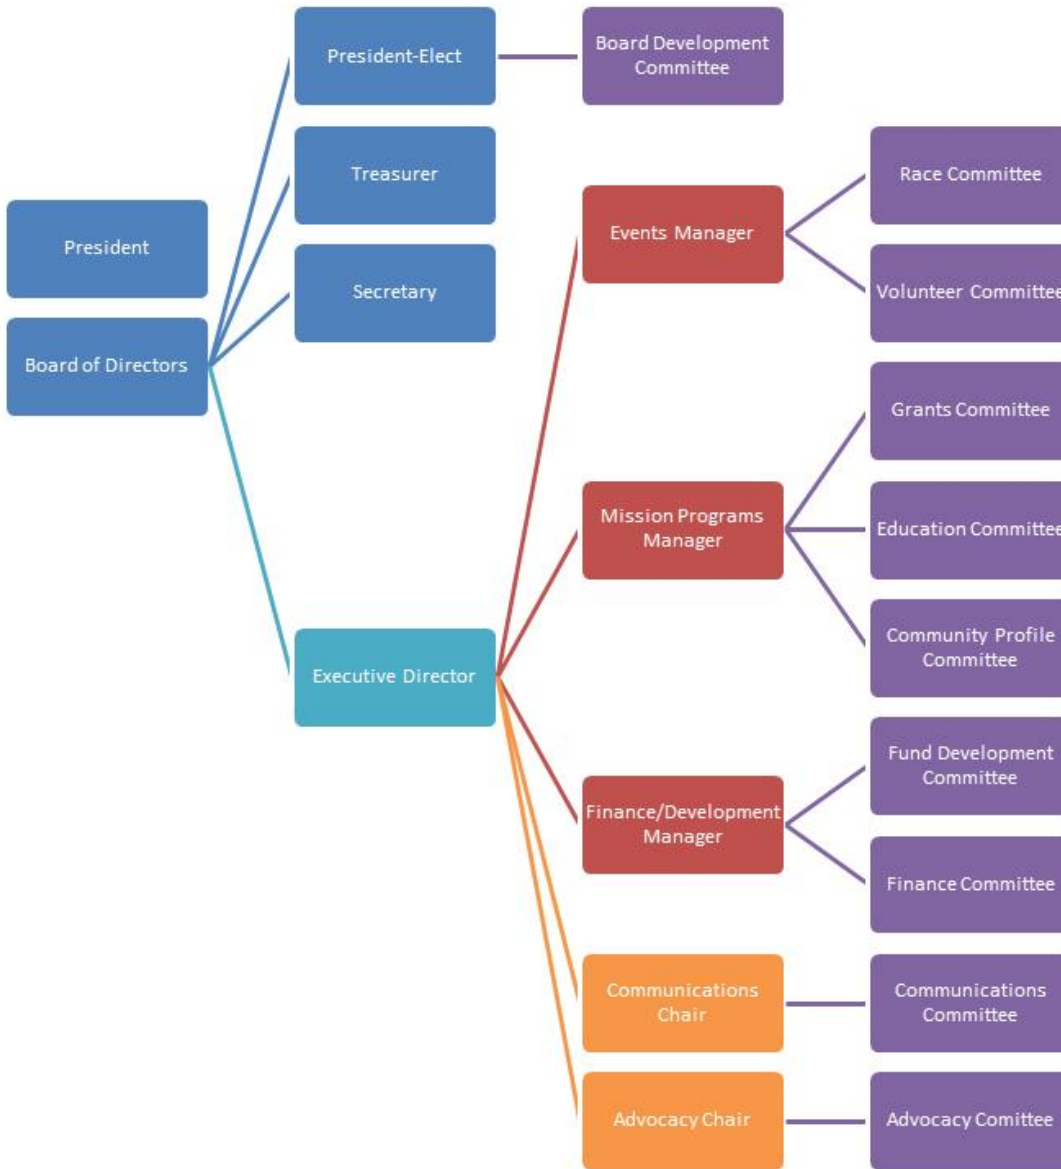 President
Board of Directors
President-Elect
Treasurer
Secretary
Executive Director
Board Development
Committee
Events Manager
Mission Programs
Manager
Finance/Development
Manager
Communications
Chair
Advocacy Chair
Race Committee
Volunteer Committee
Grants Committee
Education Committee
Community Profile
Committee
Fund Development
Committee
Finance Committee
Communications
Committee
Advocacy Comittee